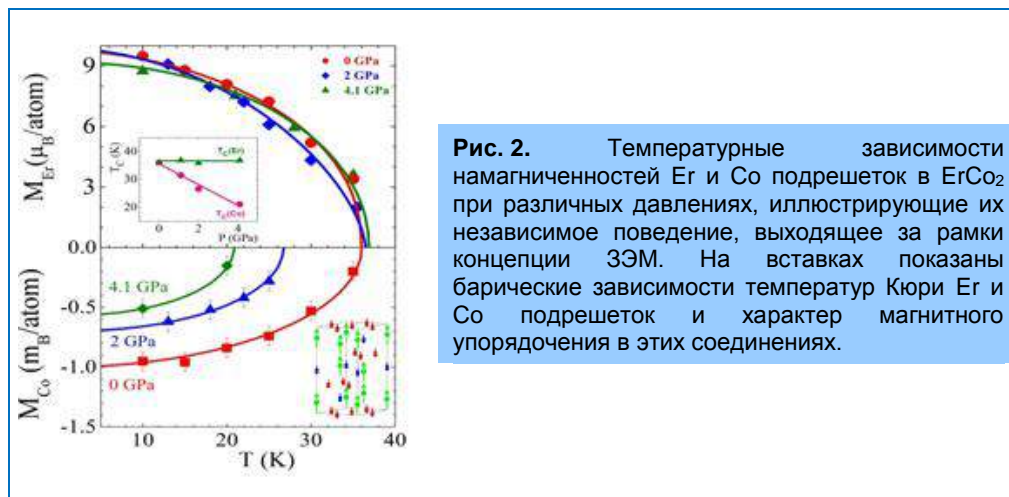 9
6
3
0.0
-0.5
-1.0
-1.5
M_Er (μ_B/atom)
M_Co (m_B/atom)
0 GPa
2 GPa
4.1 GPa
T_C (K)
40
30
20
T_C(Er)
T_C(Co)
0 2 4
P (GPa)
4.1 GPa
2 GPa
0 GPa
10 20 30 40
T (K)
Рис. 2. Температурные зависимости
намагниченностей Er и Co подрешеток в ErCo₂
при различных давлениях, иллюстрирующие их
независимое поведение, выходящее за рамки
концепции ЗЭМ. На вставках показаны
барические зависимости температур Кюри Er и
Co подрешеток и характер магнитного
упорядочения в этих соединениях.